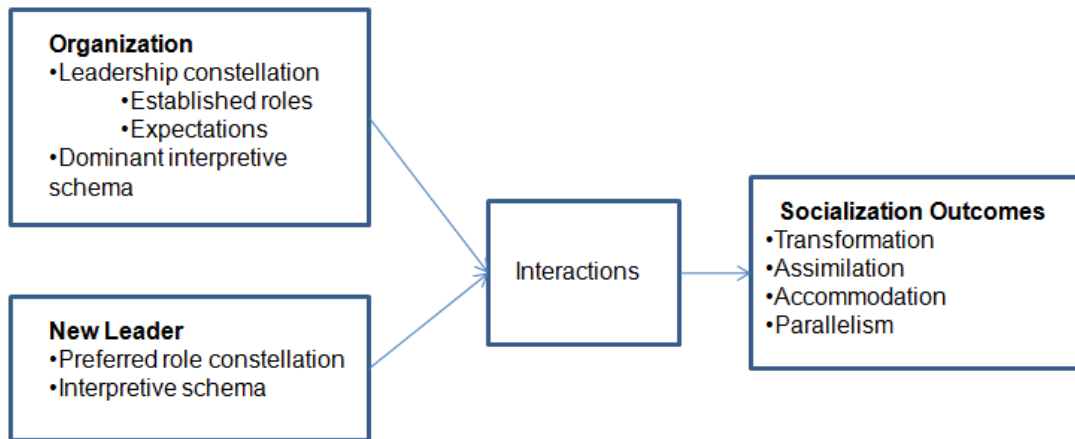 Organization
•Leadership constellation
•Established roles
•Expectations
•Dominant interpretive
schema
New Leader
•Preferred role constellation
•Interpretive schema
Interactions
Socialization Outcomes
•Transformation
•Assimilation
•Accommodation
•Parallelism